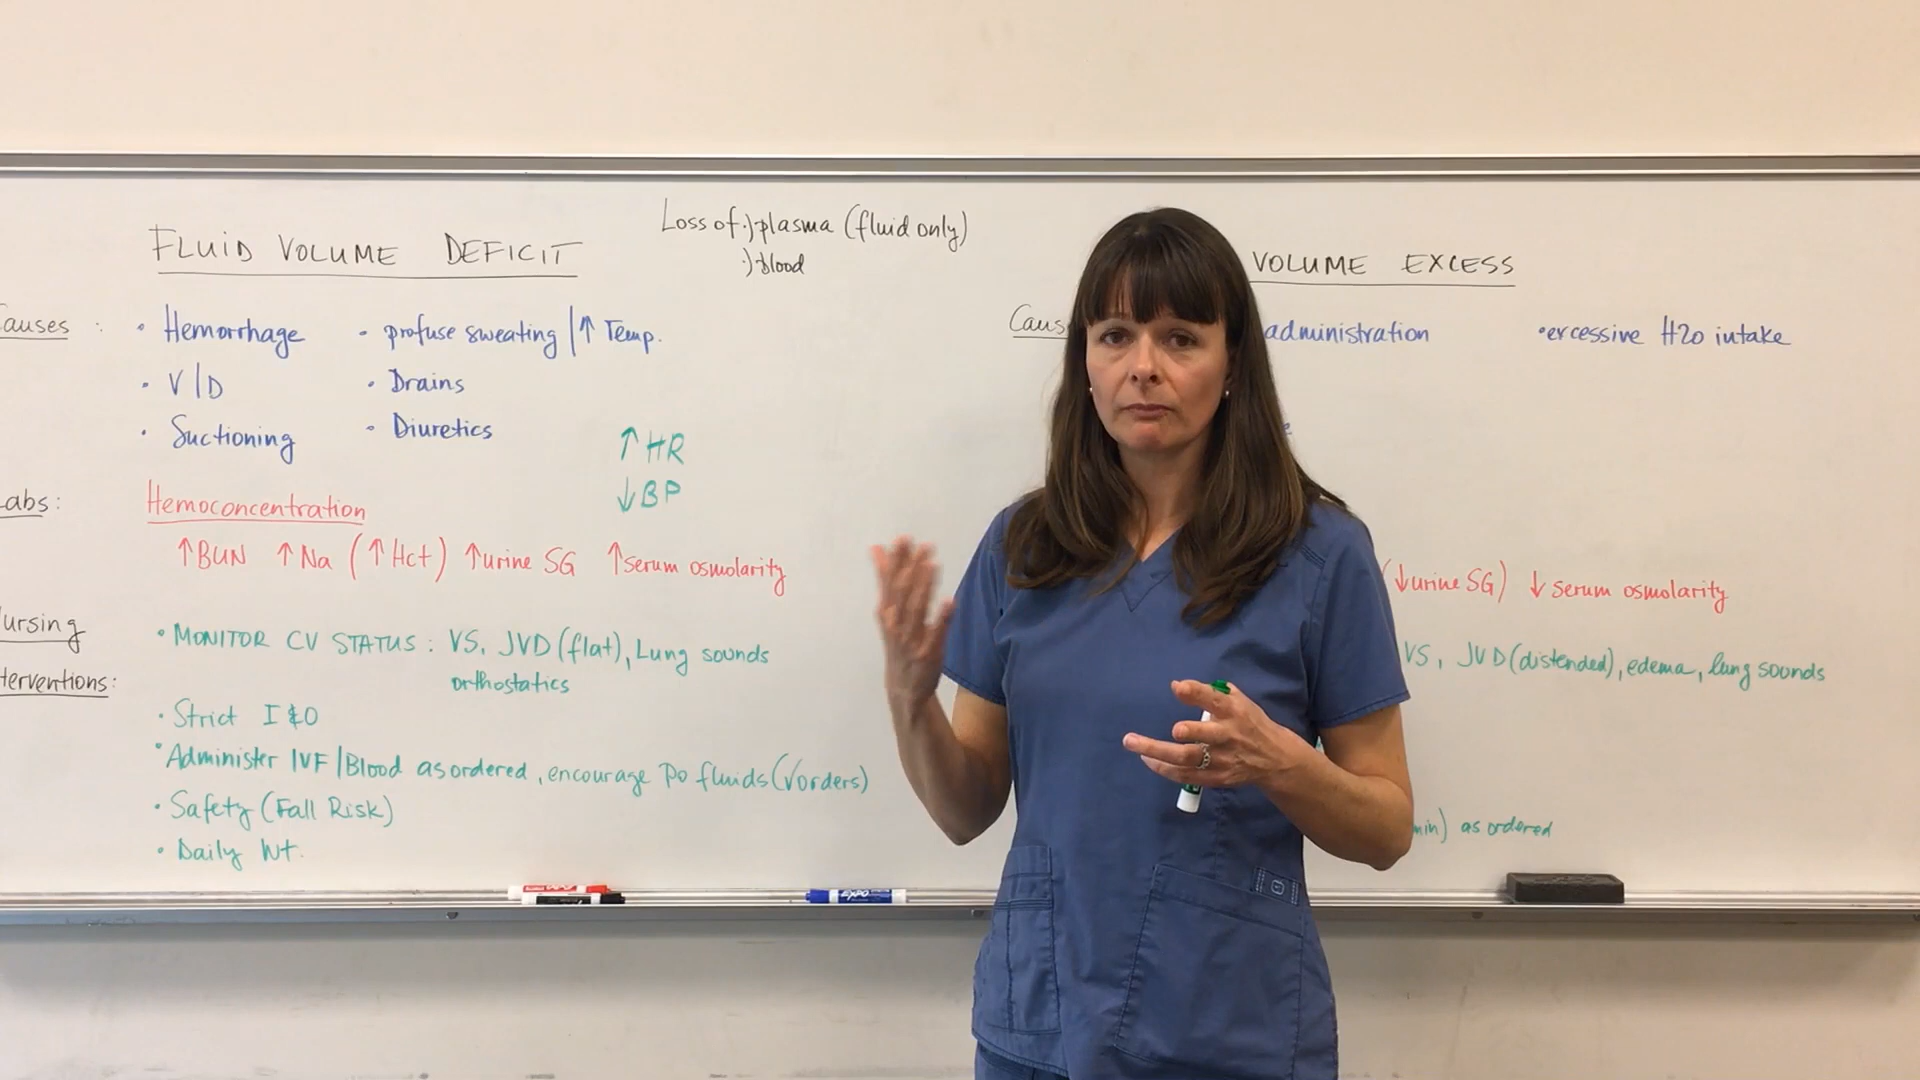 Loss of :) plasma (fluid only)
:) blood
FLUID VOLUME DEFICIT
auses :
• Hemorrhage
• profuse sweating / ↑ Temp.
• V / D
• Drains
• Suctioning
• Diuretics
↑ HR
↓ BP
abs:
Hemoconcentration
↑ BUN ↑ Na (↑ Hct) ↑ urine SG ↑ serum osmolarity
ursing
terventions:
• MONITOR CV STATUS : VS, JVD (flat), Lung sounds
orthostatics
• Strict I & O
• Administer IVF / Blood as ordered, encourage Po fluids (√ orders)
• Safety (Fall Risk)
• Daily Wt.
VOLUME EXCESS
Caus
administration
• excessive H2o intake
(↓ urine SG) ↓ serum osmolarity
VS, JVD (distended), edema, lung sounds
min) as ordered
EXPO